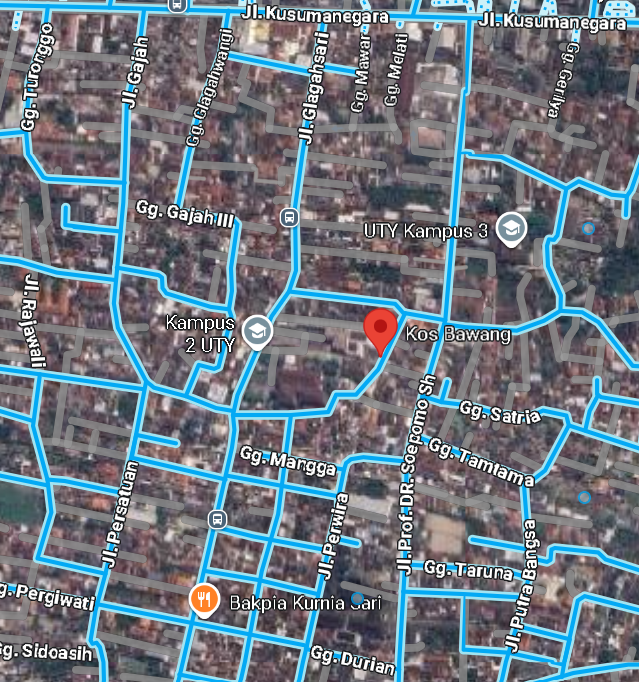 Jl. Kusumanegara
Jl. Kusumanegara
Gg. Turonggo
Jl. Gajah
Gg. Glagahwangi
Jl. Glagahsari
Gg. Mawar
Gg. Melati
Gg. Gerilya
Gg. Gajah III
UTY Kampus 3
Jl. Rajawali
Kampus
2 UTY
Kos Bawang
Gg. Satria
Gg. Mangga
Gg. Tamtama
Jl. Prof. DR. Soepomo Sh
Jl. Persatuan
Jl. Perwira
Jl. Putra Bangsa
Gg. Taruna
g. Pergiwati
Bakpia Kurnia Sari
Gg. Sidoasih
Gg. Durian